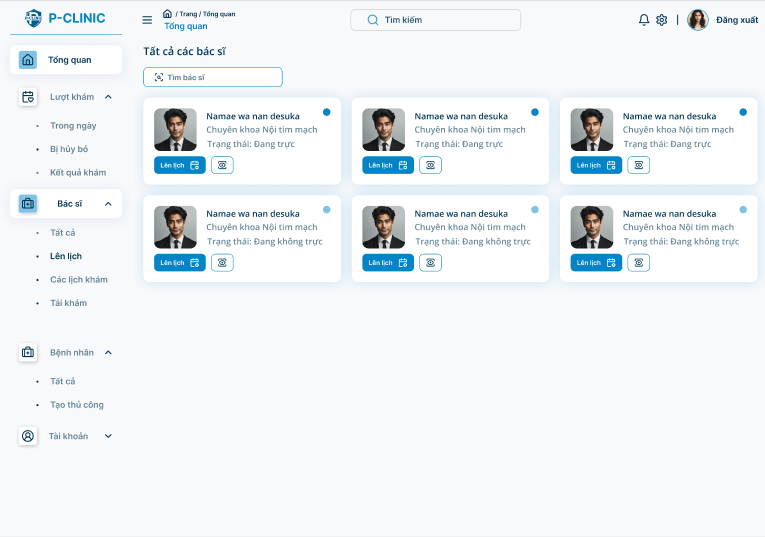 P-CLINIC
/ Trang / Tổng quan
Tổng quan
Tìm kiếm
Đăng xuất
Tổng quan
Lượt khám
Trong ngày
Bị hủy bỏ
Kết quả khám
Bác sĩ
Tất cả
Lên lịch
Các lịch khám
Tái khám
Bệnh nhân
Tất cả
Tạo thủ công
Tài khoản
Tất cả các bác sĩ
Tìm bác sĩ
Namae wa nan desuka
Chuyên khoa Nội tim mạch
Trạng thái: Đang trực
Lên lịch
Namae wa nan desuka
Chuyên khoa Nội tim mạch
Trạng thái: Đang trực
Lên lịch
Namae wa nan desuka
Chuyên khoa Nội tim mạch
Trạng thái: Đang trực
Lên lịch
Namae wa nan desuka
Chuyên khoa Nội tim mạch
Trạng thái: Đang không trực
Lên lịch
Namae wa nan desuka
Chuyên khoa Nội tim mạch
Trạng thái: Đang không trực
Lên lịch
Namae wa nan desuka
Chuyên khoa Nội tim mạch
Trạng thái: Đang không trực
Lên lịch